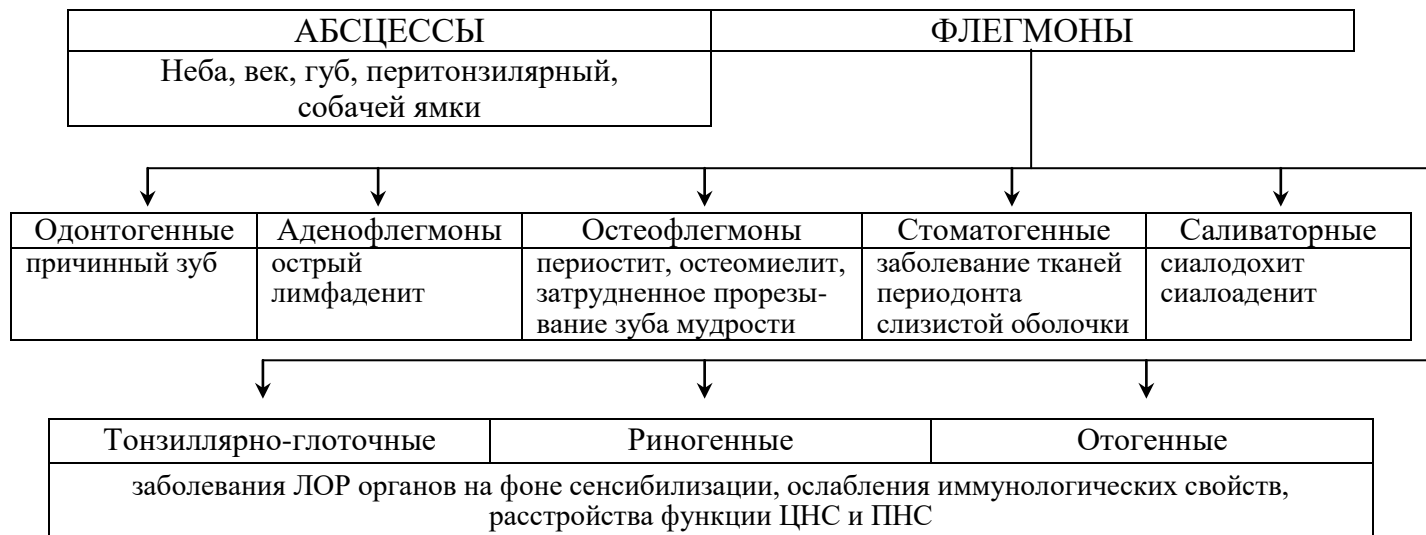 АБСЦЕССЫ
ФЛЕГМОНЫ
Неба, век, губ, перитонзилярный,
собачей ямки
Одонтогенные
причинный зуб
Аденофлегмоны
острый
лимфаденит
Остеофлегмоны
периостит, остеомиелит,
затрудненное прорезы-
вание зуба мудрости
Стоматогенные
заболевание тканей
периодонта
слизистой оболочки
Саливаторные
сиалодохит
сиалоаденит
Тонзиллярно-глоточные
Риногенные
Отогенные
заболевания ЛОР органов на фоне сенсибилизации, ослабления иммунологических свойств,
расстройства функции ЦНС и ПНС